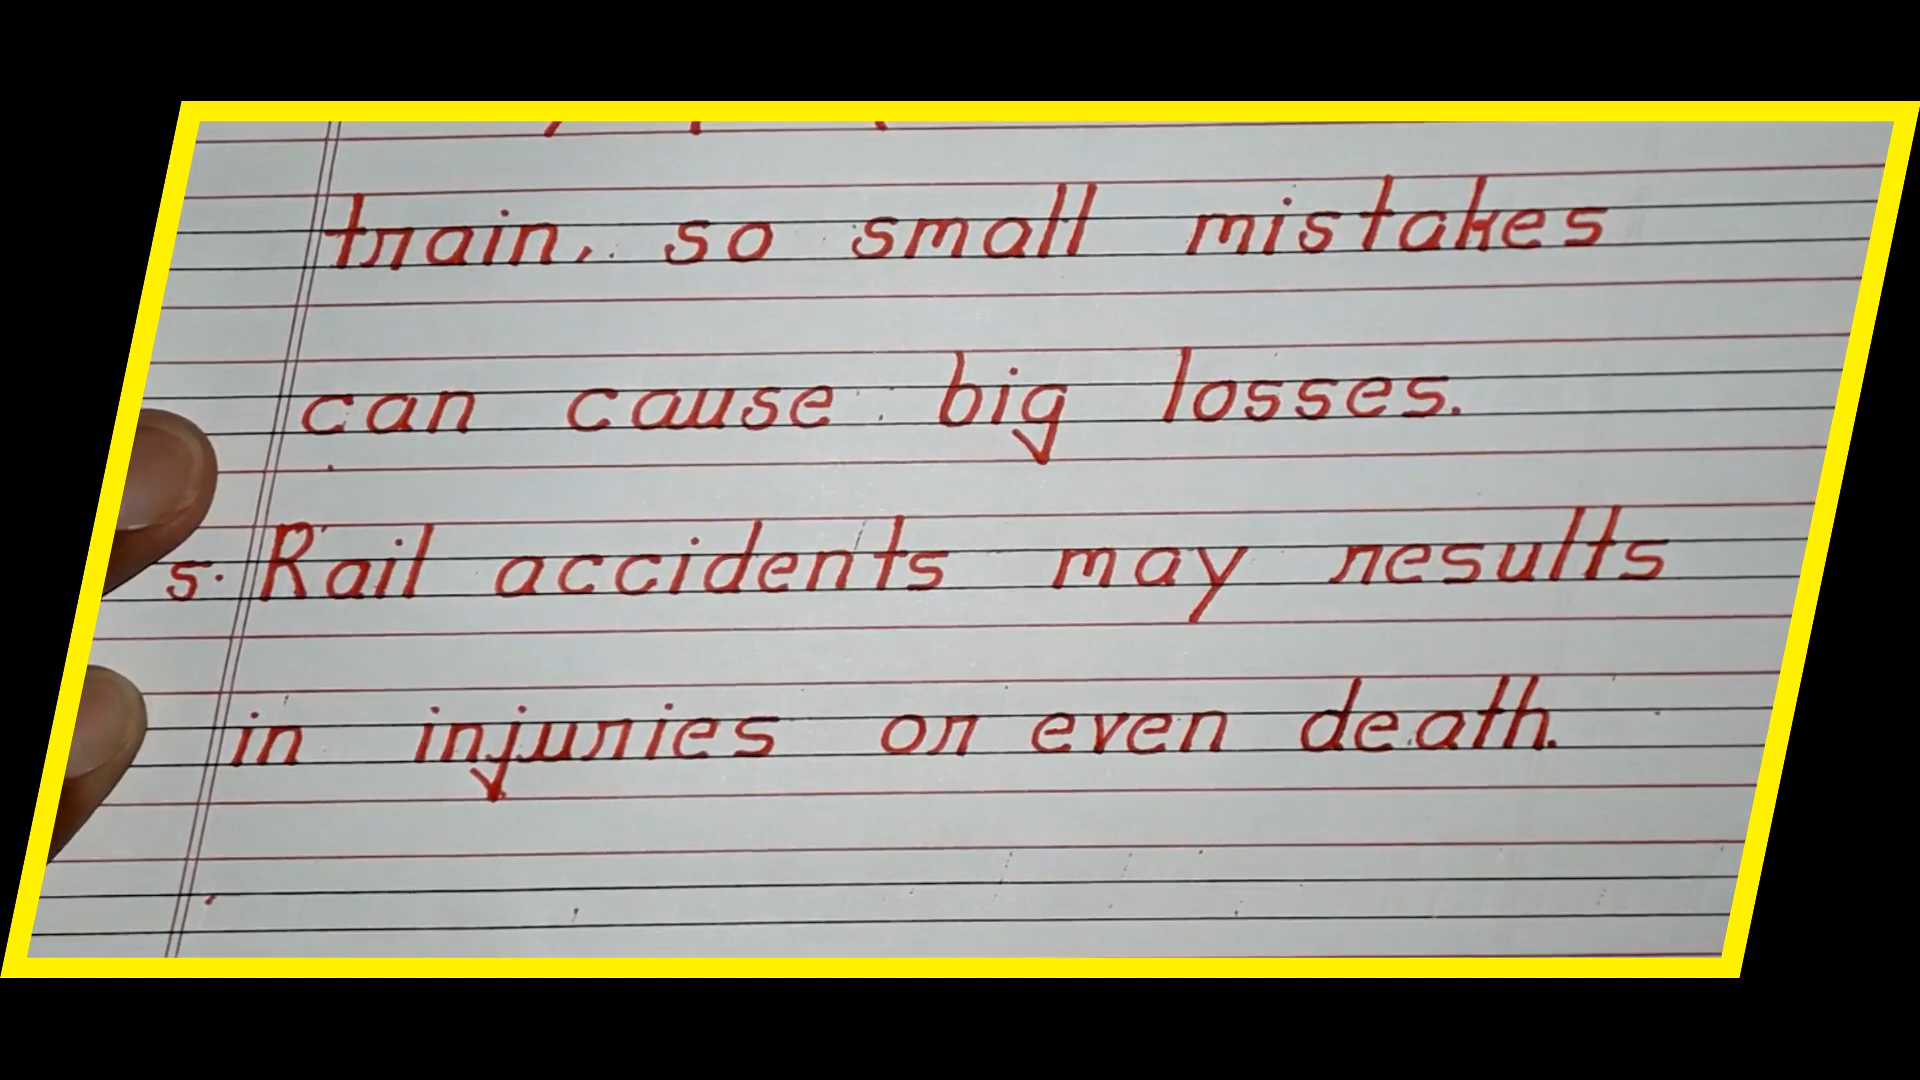 train, so small mistakes
can cause big losses.
5. Rail accidents may results
in injuries or even death.